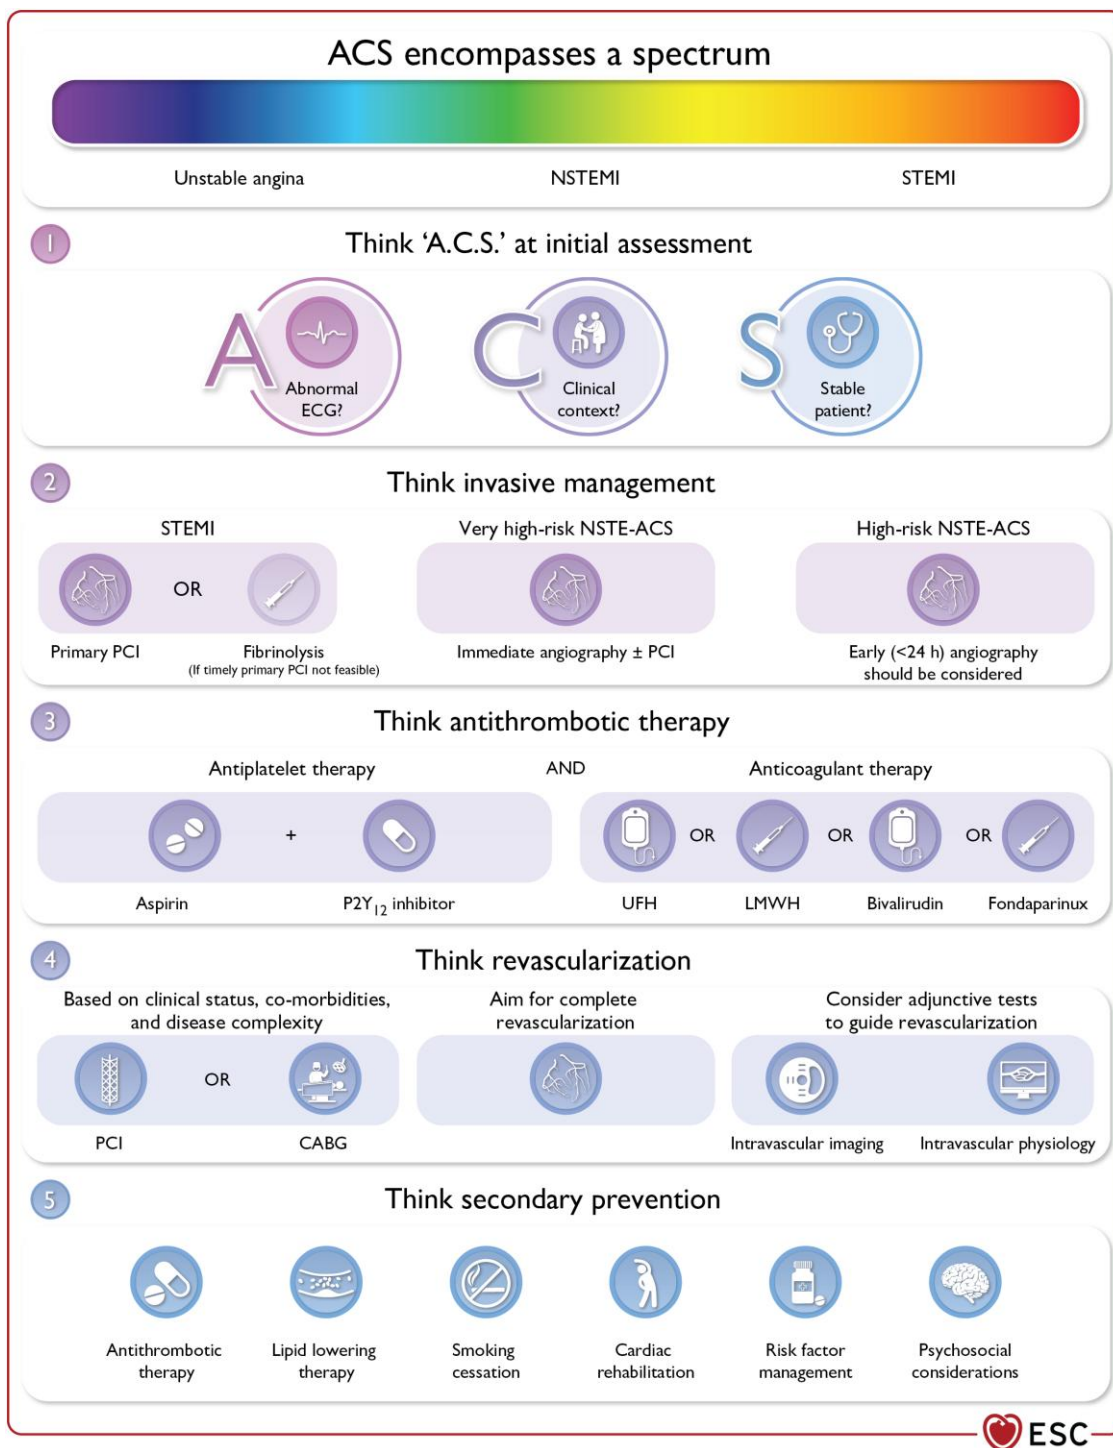 ACS encompasses a spectrum
Unstable angina
NSTEMI
STEMI
1
Think ‘A.C.S.’ at initial assessment
A
Abnormal
ECG?
C
Clinical
context?
S
Stable
patient?
2
Think invasive management
STEMI
OR
Primary PCI
Fibrinolysis
(If timely primary PCI not feasible)
Very high-risk NSTE-ACS
Immediate angiography ± PCI
High-risk NSTE-ACS
Early (<24 h) angiography
should be considered
3
Think antithrombotic therapy
Antiplatelet therapy
AND
Anticoagulant therapy
+
OR
OR
OR
Aspirin
P2Y₁₂ inhibitor
UFH
LMWH
Bivalirudin
Fondaparinux
4
Think revascularization
Based on clinical status, co-morbidities,
and disease complexity
OR
PCI
CABG
Aim for complete
revascularization
Consider adjunctive tests
to guide revascularization
Intravascular imaging
Intravascular physiology
5
Think secondary prevention
Antithrombotic
therapy
Lipid lowering
therapy
Smoking
cessation
Cardiac
rehabilitation
Risk factor
management
Psychosocial
considerations
ESC